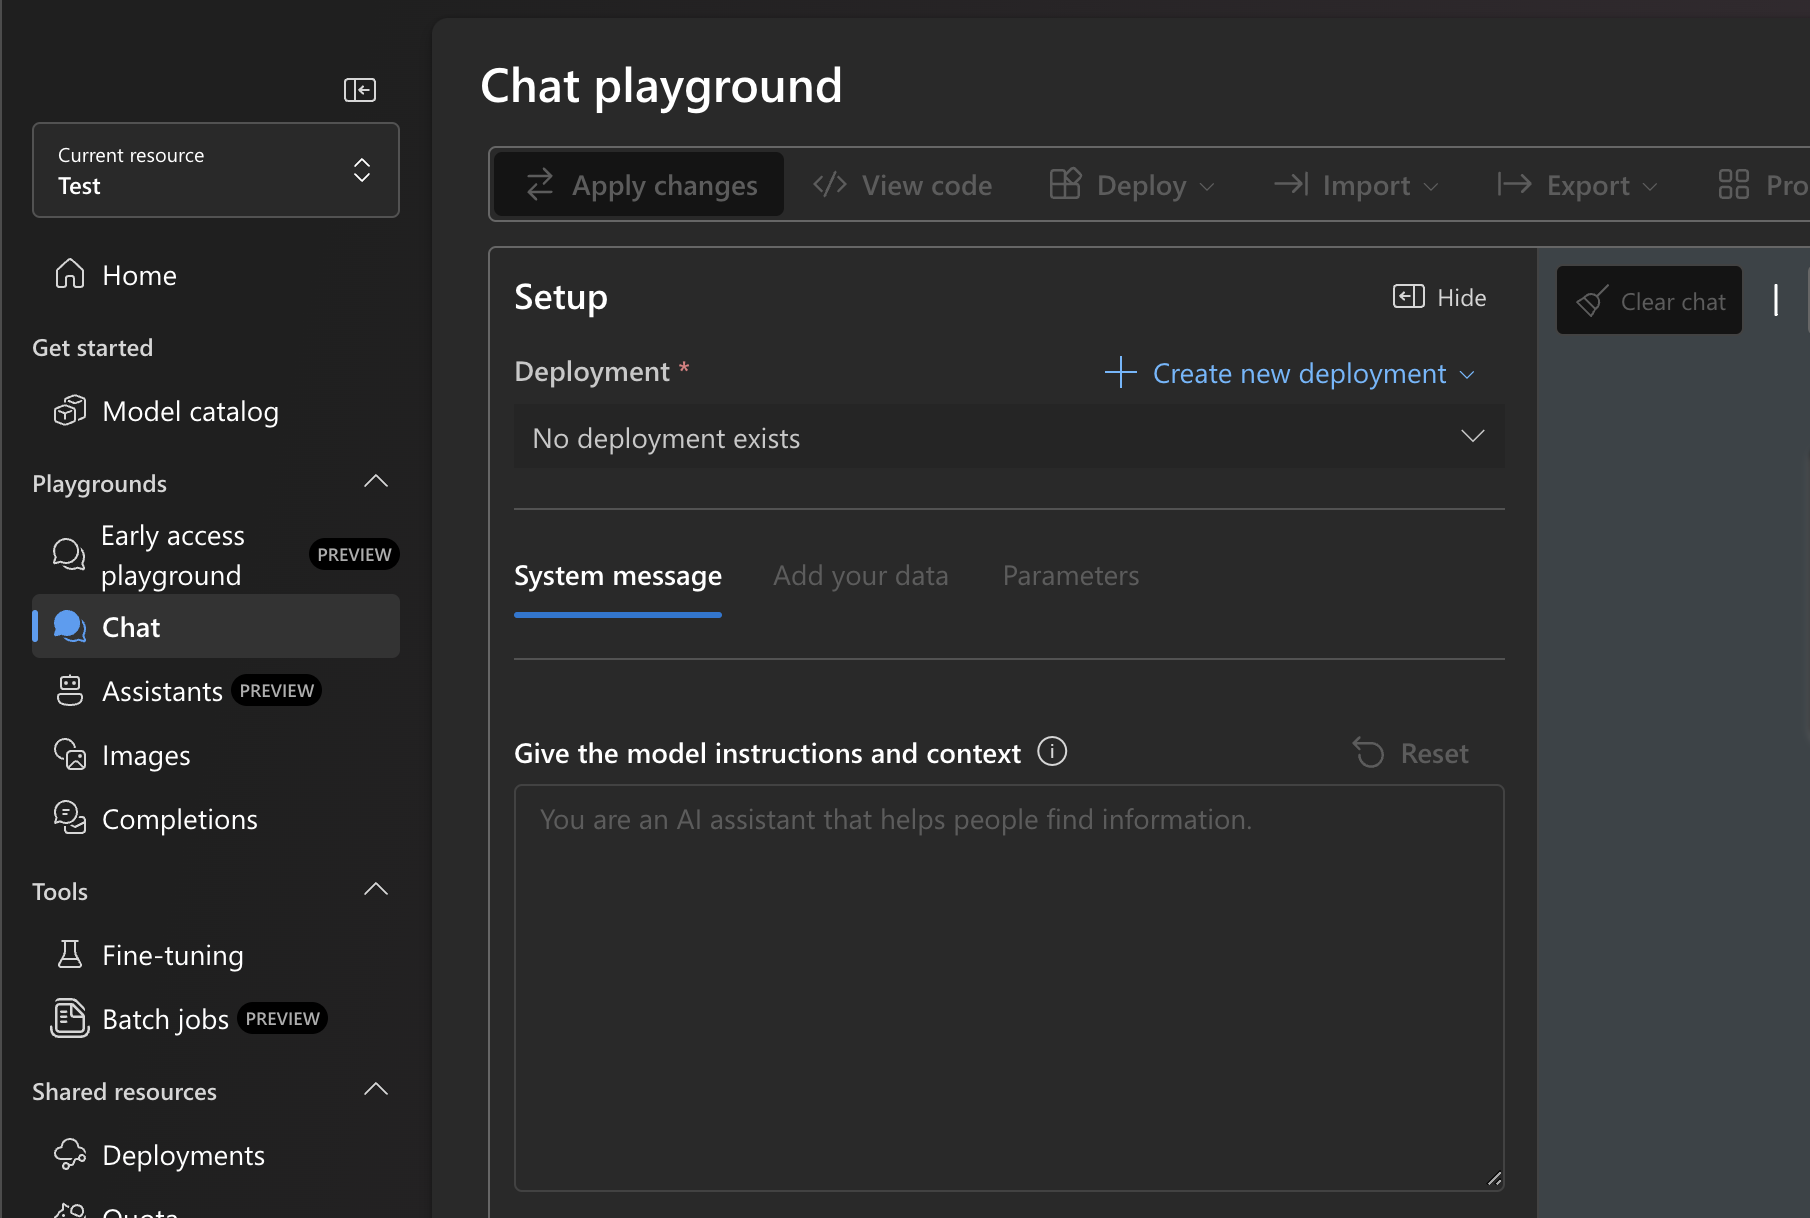 Current resource
Test
Home
Get started
Model catalog
Playgrounds
Early access
playground
PREVIEW
Chat
Assistants PREVIEW
Images
Completions
Tools
Fine-tuning
Batch jobs PREVIEW
Shared resources
Deployments
Quota
Chat playground
Apply changes
View code
Deploy
Import
Export
Pro
Setup
Hide
Deployment *
Create new deployment
No deployment exists
System message
Add your data
Parameters
Give the model instructions and context
Reset
You are an AI assistant that helps people find information.
Clear chat